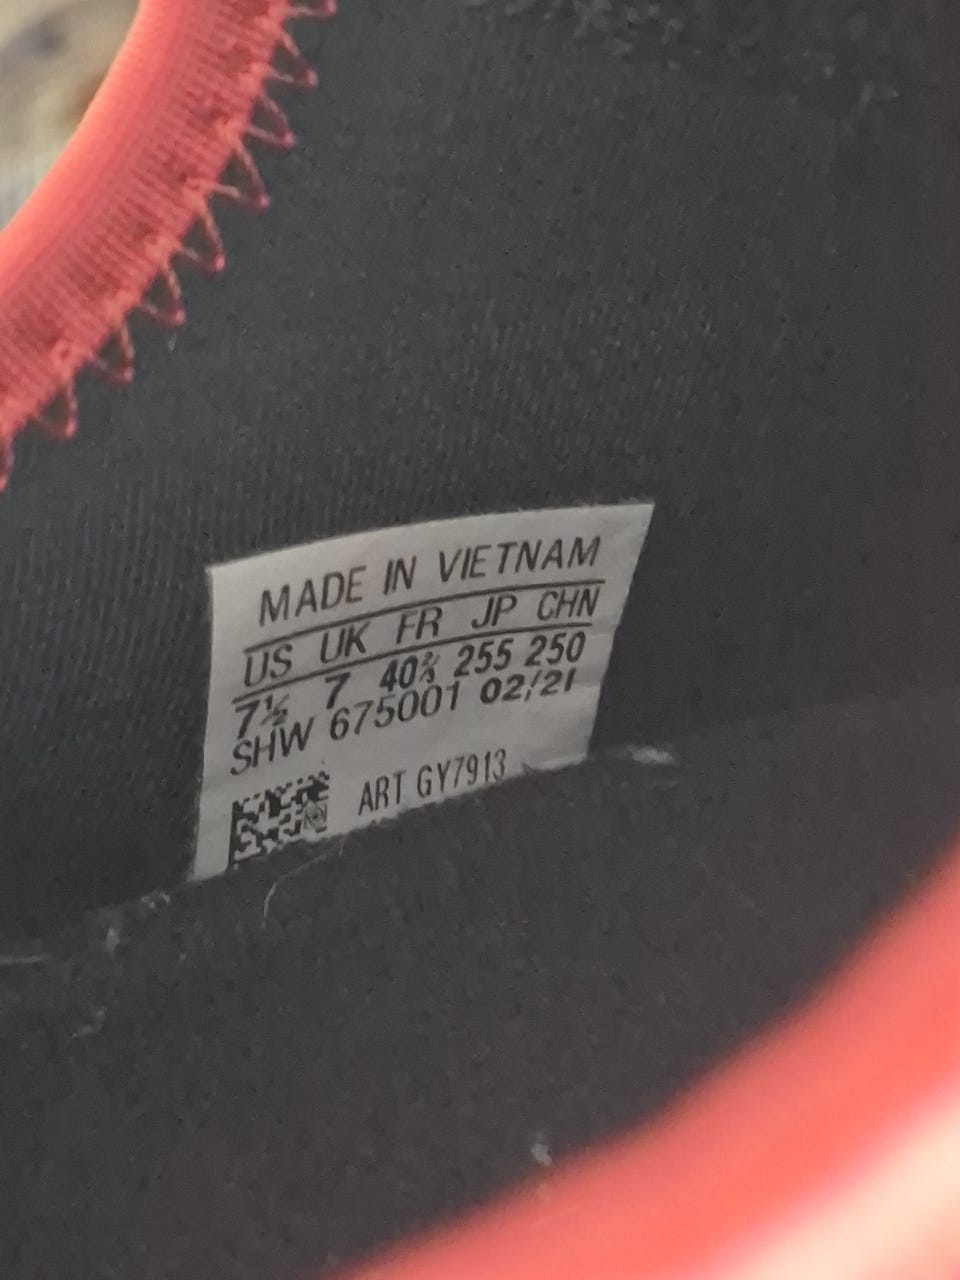 MADE IN VIETNAM
US UK FR JP CHN
7½ 7 40⅔ 255 250
SHW 675001 02/21
ART GY7913